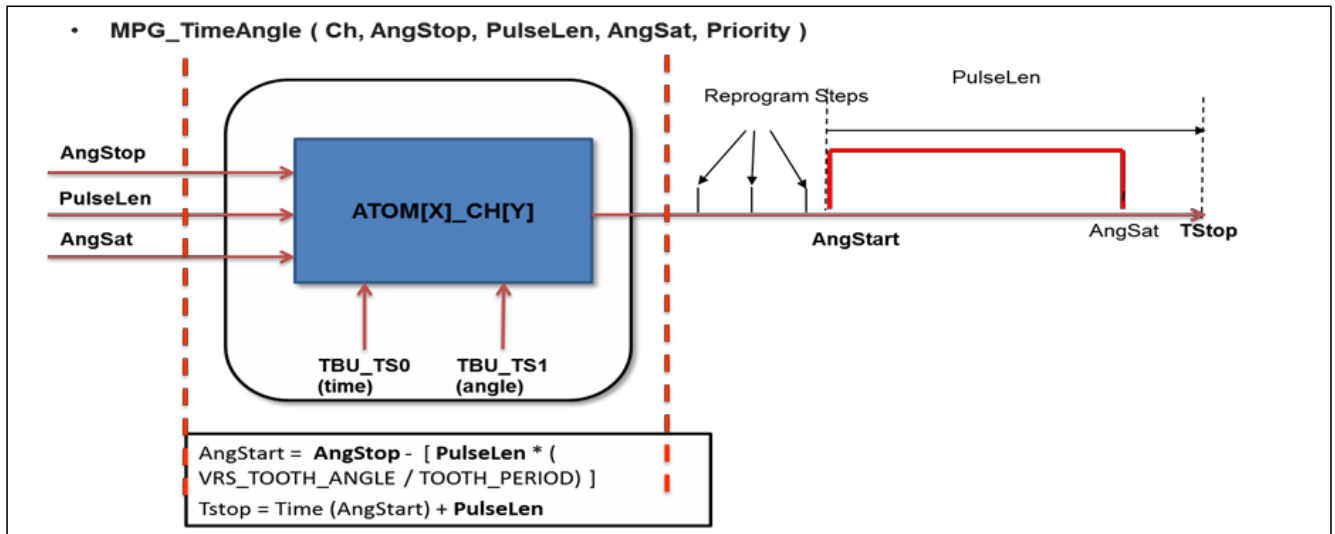 • MPG_TimeAngle ( Ch, AngStop, PulseLen, AngSat, Priority )
PulseLen
Reprogram Steps
AngStop
PulseLen
AngSat
ATOM[X]_CH[Y]
AngStart
AngSat
TStop
TBU_TS0
(time)
TBU_TS1
(angle)
AngStart = AngStop - [ PulseLen * (
VRS_TOOTH_ANGLE / TOOTH_PERIOD) ]
Tstop = Time (AngStart) + PulseLen